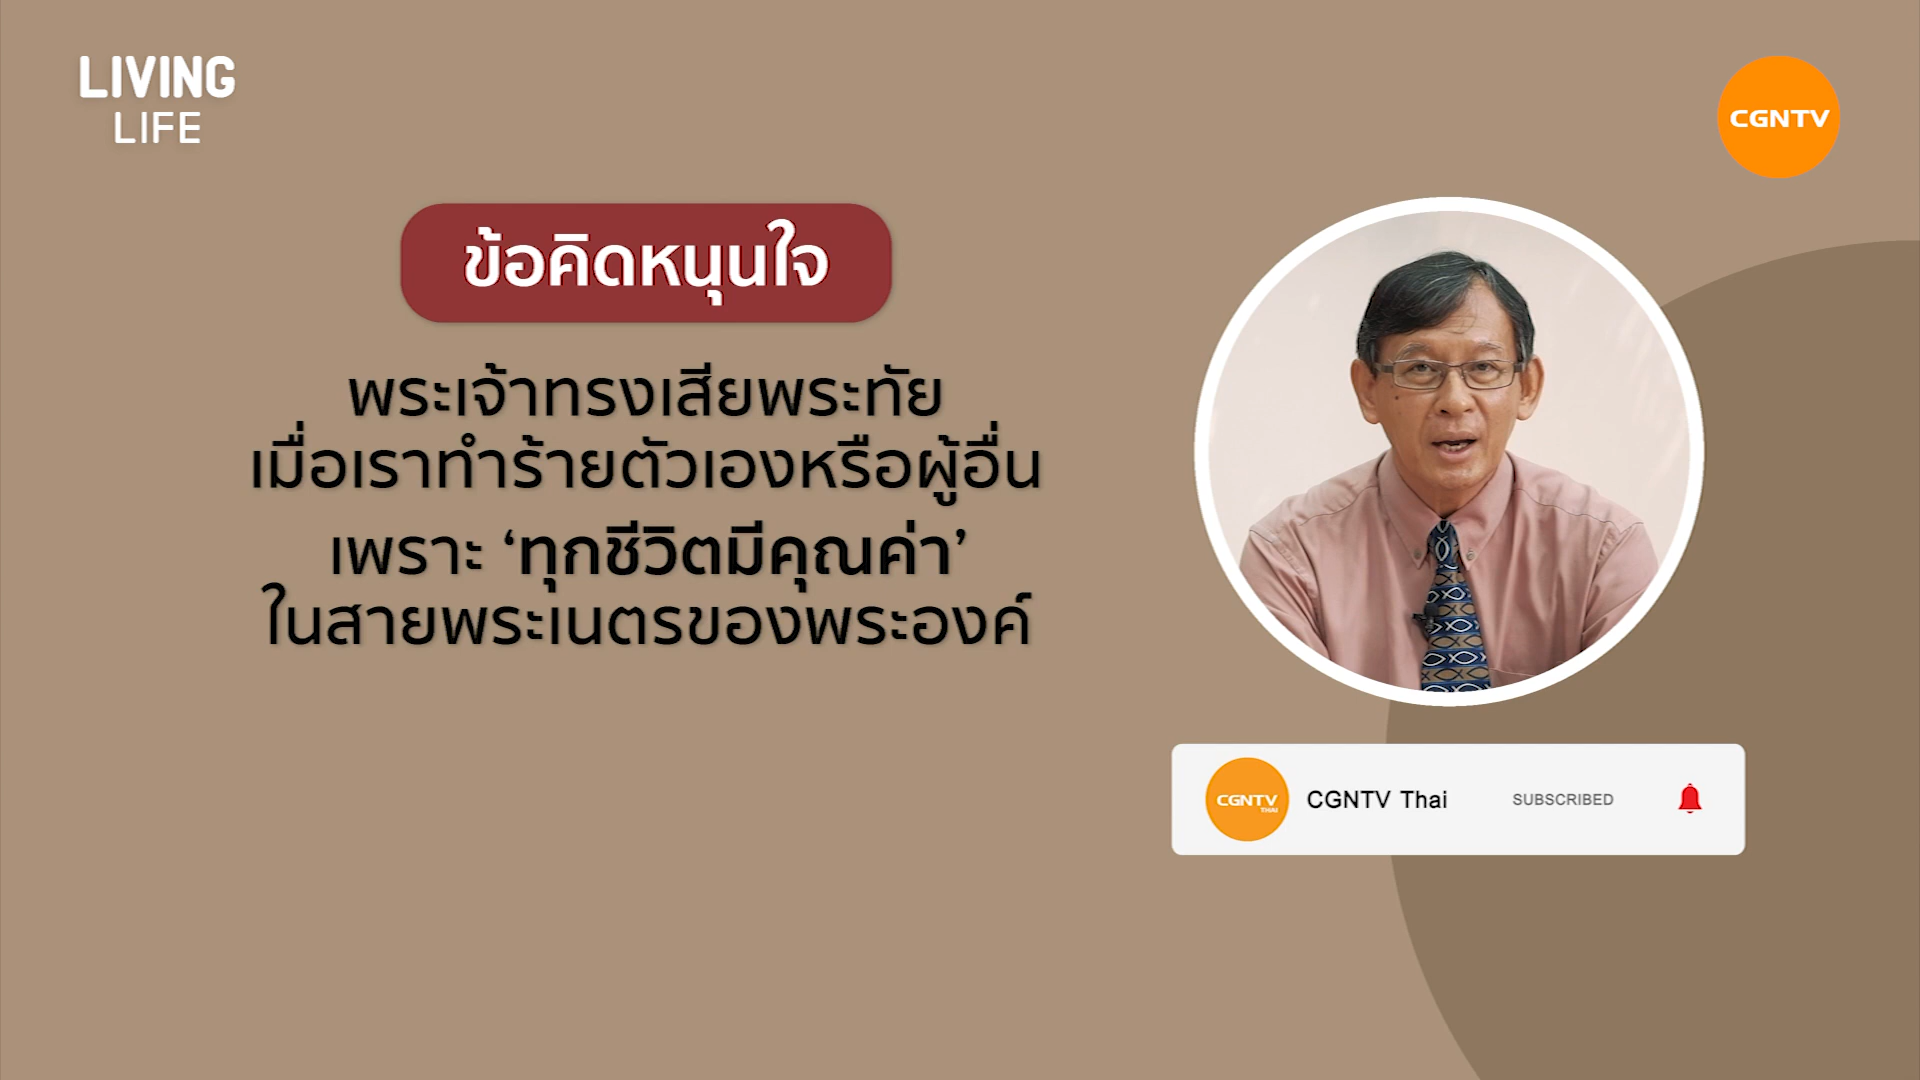 LIVING
LIFE
CGNTV
ข้อคิดหนุนใจ
พระเจ้าทรงเสียพระทัย
เมื่อเราทำร้ายตัวเองหรือผู้อื่น
เพราะ ‘ทุกชีวิตมีคุณค่า’
ในสายพระเนตรของพระองค์
CGNTV
THAI
CGNTV Thai
SUBSCRIBED